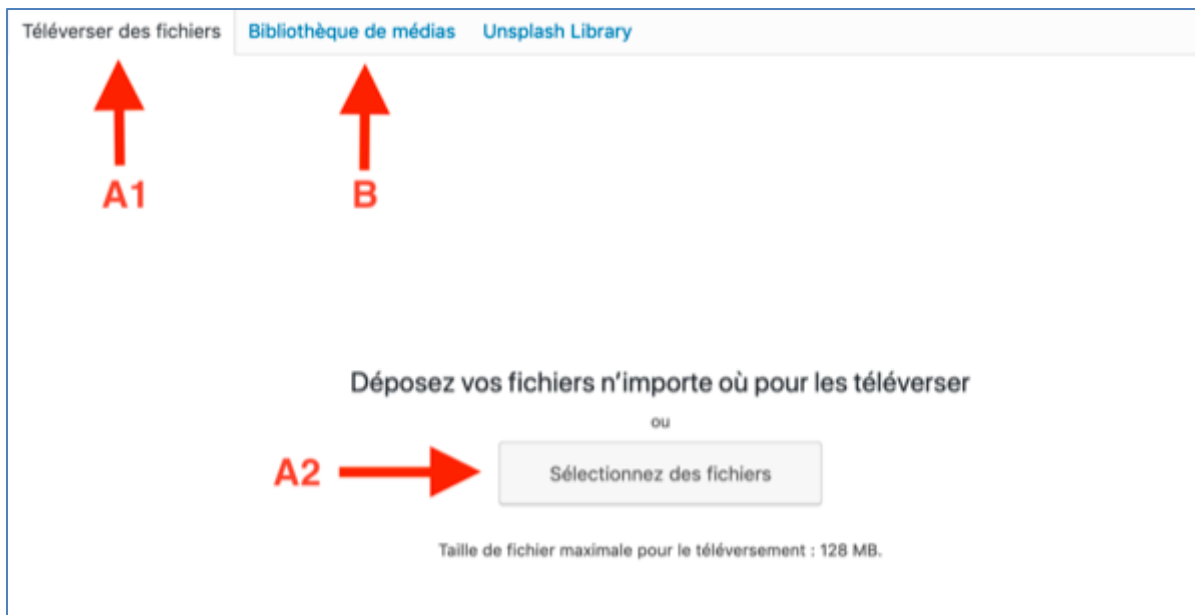 Téléverser des fichiers Bibliothèque de médias Unsplash Library
A1 B
Déposez vos fichiers n'importe où pour les téléverser
ou
A2 Sélectionnez des fichiers
Taille de fichier maximale pour le téléversement : 128 MB.